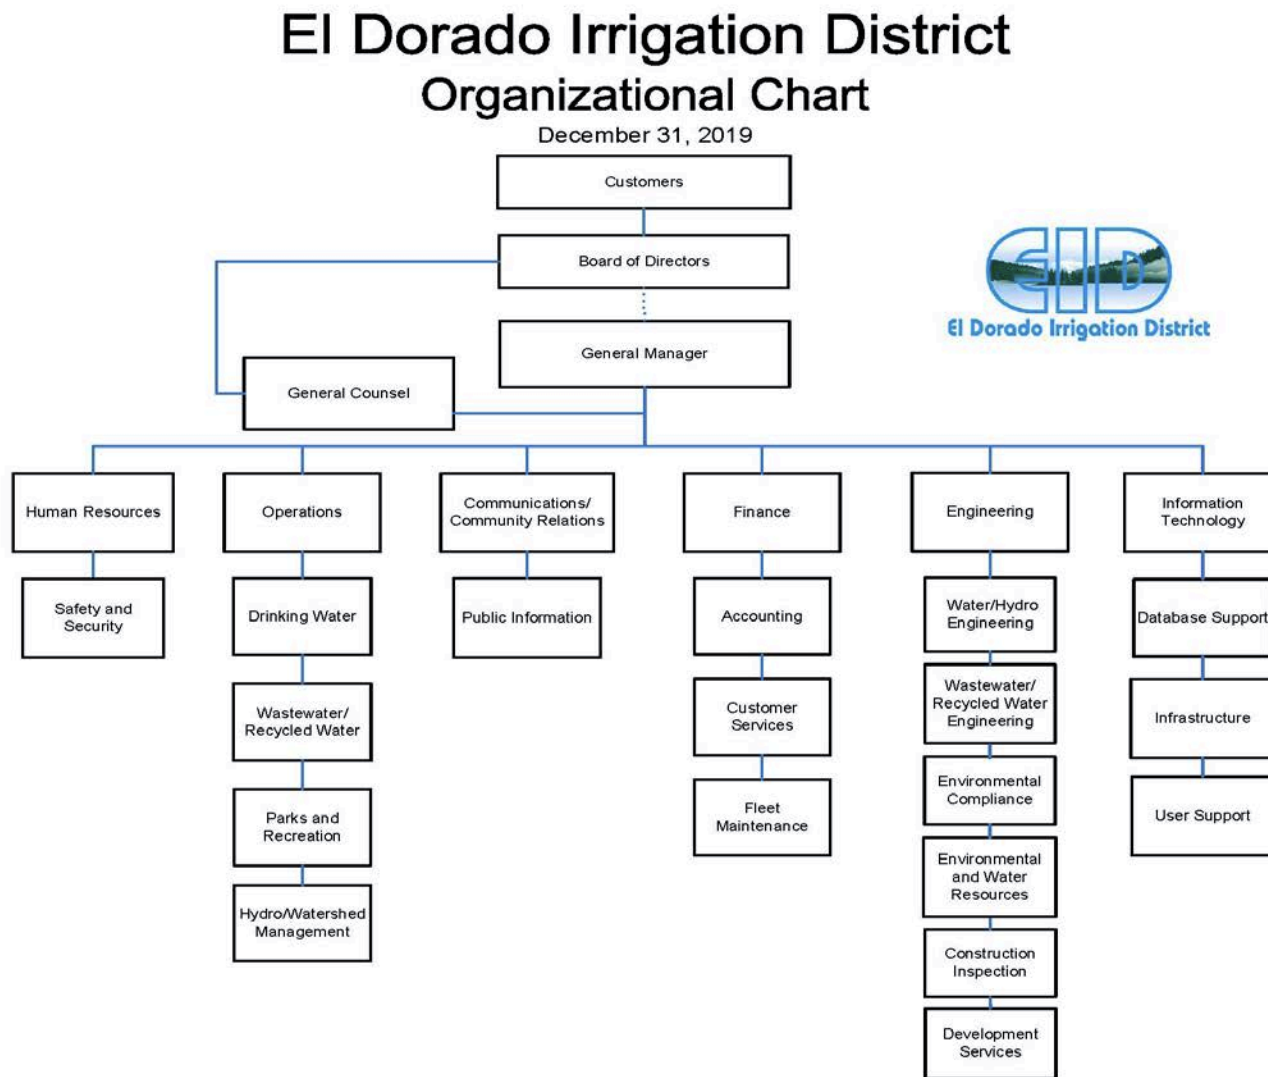 El Dorado Irrigation District
Organizational Chart
December 31, 2019
Customers
Board of Directors
EID
El Dorado Irrigation District
General Manager
General Counsel
Human Resources
Operations
Communications/
Community Relations
Finance
Engineering
Information
Technology
Safety and
Security
Drinking Water
Public Information
Accounting
Water/Hydro
Engineering
Database Support
Wastewater/
Recycled Water
Customer
Services
Wastewater/
Recycled Water
Engineering
Infrastructure
Parks and
Recreation
Fleet
Maintenance
Environmental
Compliance
User Support
Hydro/Watershed
Management
Environmental
and Water
Resources
Construction
Inspection
Development
Services